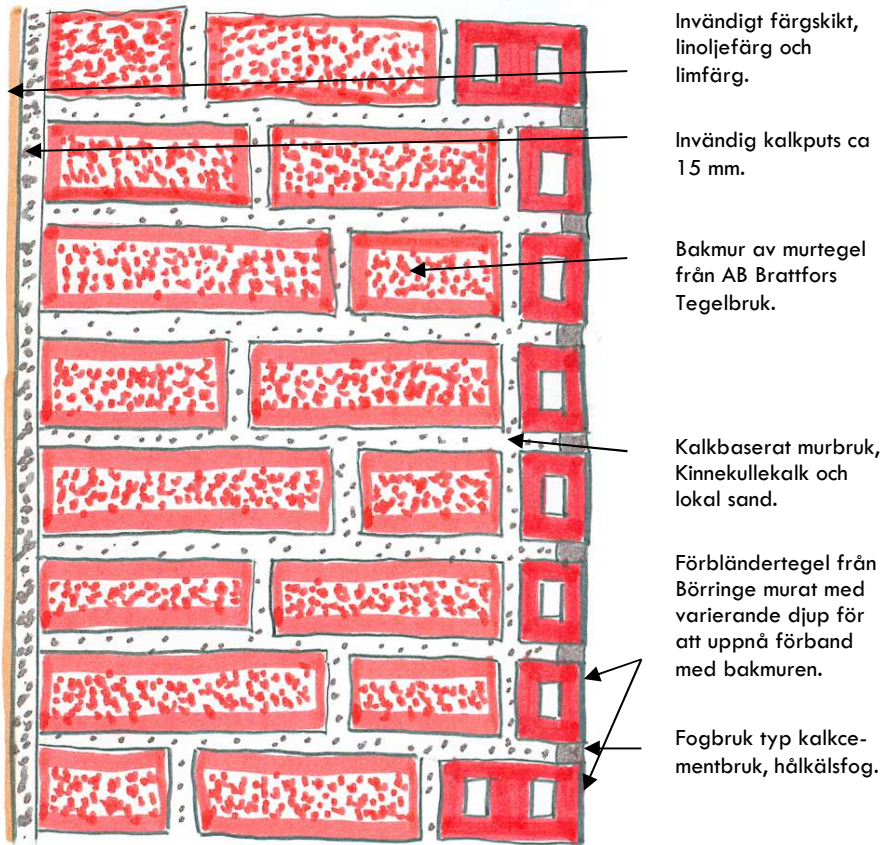 Invändigt färgskikt,
linoljefärg och
limfärg.
Invändig kalkputs ca
15 mm.
Bakmur av murtegel
från AB Brattfors
Tegelbruk.
Kalkbaserat murbruk,
Kinnekullekalk och
lokal sand.
Förbländertegel från
Börringe murat med
varierande djup för
att uppnå förband
med bakmuren.
Fogbruk typ kalkce-
mentbruk, hålkälsfog.